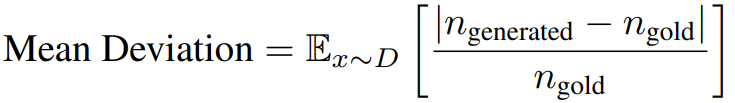 Mean Deviation = 𝔼_{x∼D} [ |n_generated − n_gold| / n_gold ]